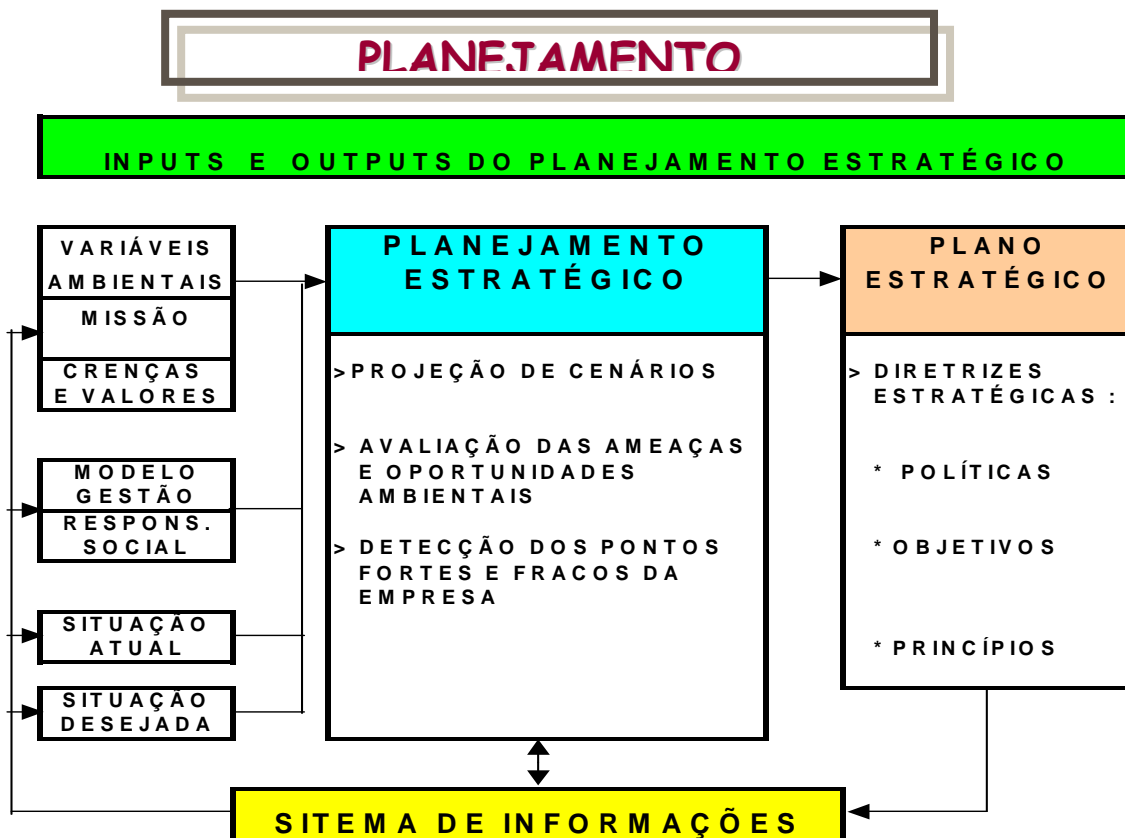 PLANEJAMENTO
INPUTS E OUTPUTS DO PLANEJAMENTO ESTRATÉGICO
VARIÁVEIS
AMBIENTAIS
MISSÃO
CRENÇAS
E VALORES
MODELO
GESTÃO
RESPONS.
SOCIAL
SITUAÇÃO
ATUAL
SITUAÇÃO
DESEJADA
PLANEJAMENTO
ESTRATÉGICO
>PROJEÇÃO DE CENÁRIOS
> AVALIAÇÃO DAS AMEAÇAS
E OPORTUNIDADES
AMBIENTAIS
> DETECÇÃO DOS PONTOS
FORTES E FRACOS DA
EMPRESA
PLANO
ESTRATÉGICO
> DIRETRIZES
ESTRATÉGICAS :
* POLÍTICAS
* OBJETIVOS
* PRINCÍPIOS
SITEMA DE INFORMAÇÕES